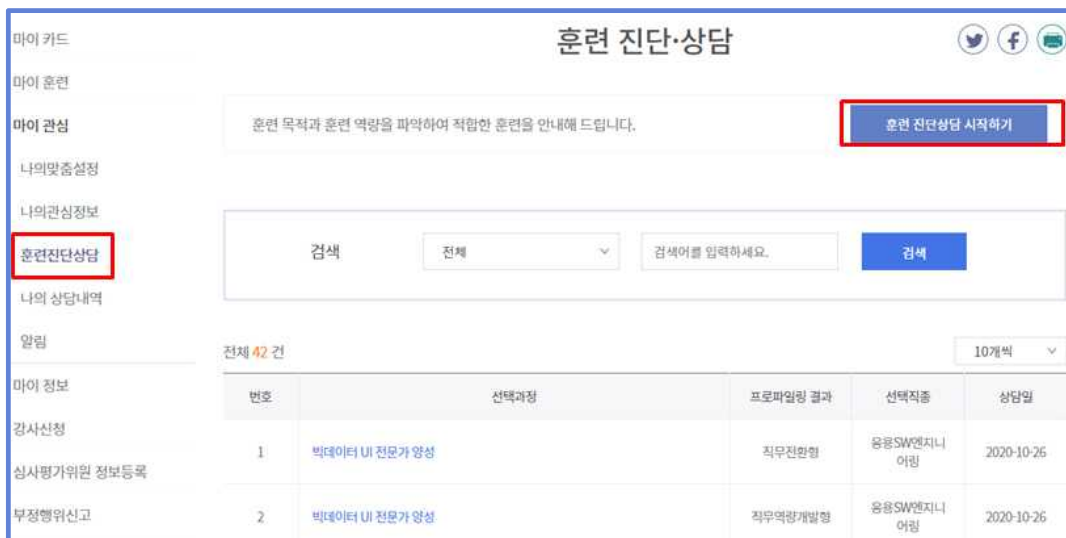 마이 카드
마이 훈련
마이 관심
나의맞춤설정
나의관심정보
훈련진단상담
나의 상담내역
알림
마이 정보
강사신청
심사평가위원 정보등록
부정행위신고
훈련 진단·상담
훈련 목적과 훈련 역량을 파악하여 적합한 훈련을 안내해 드립니다.
훈련 진단상담 시작하기
검색 전체 검색어를 입력하세요. 검색
전체 42 건
10개씩
번호 선택과정 프로파일링 결과 선택직종 상담일
1 빅데이터 UI 전문가 양성 직무전환형 응용SW엔지니어링 2020-10-26
2 빅데이터 UI 전문가 양성 직무역량개발형 응용SW엔지니어링 2020-10-26